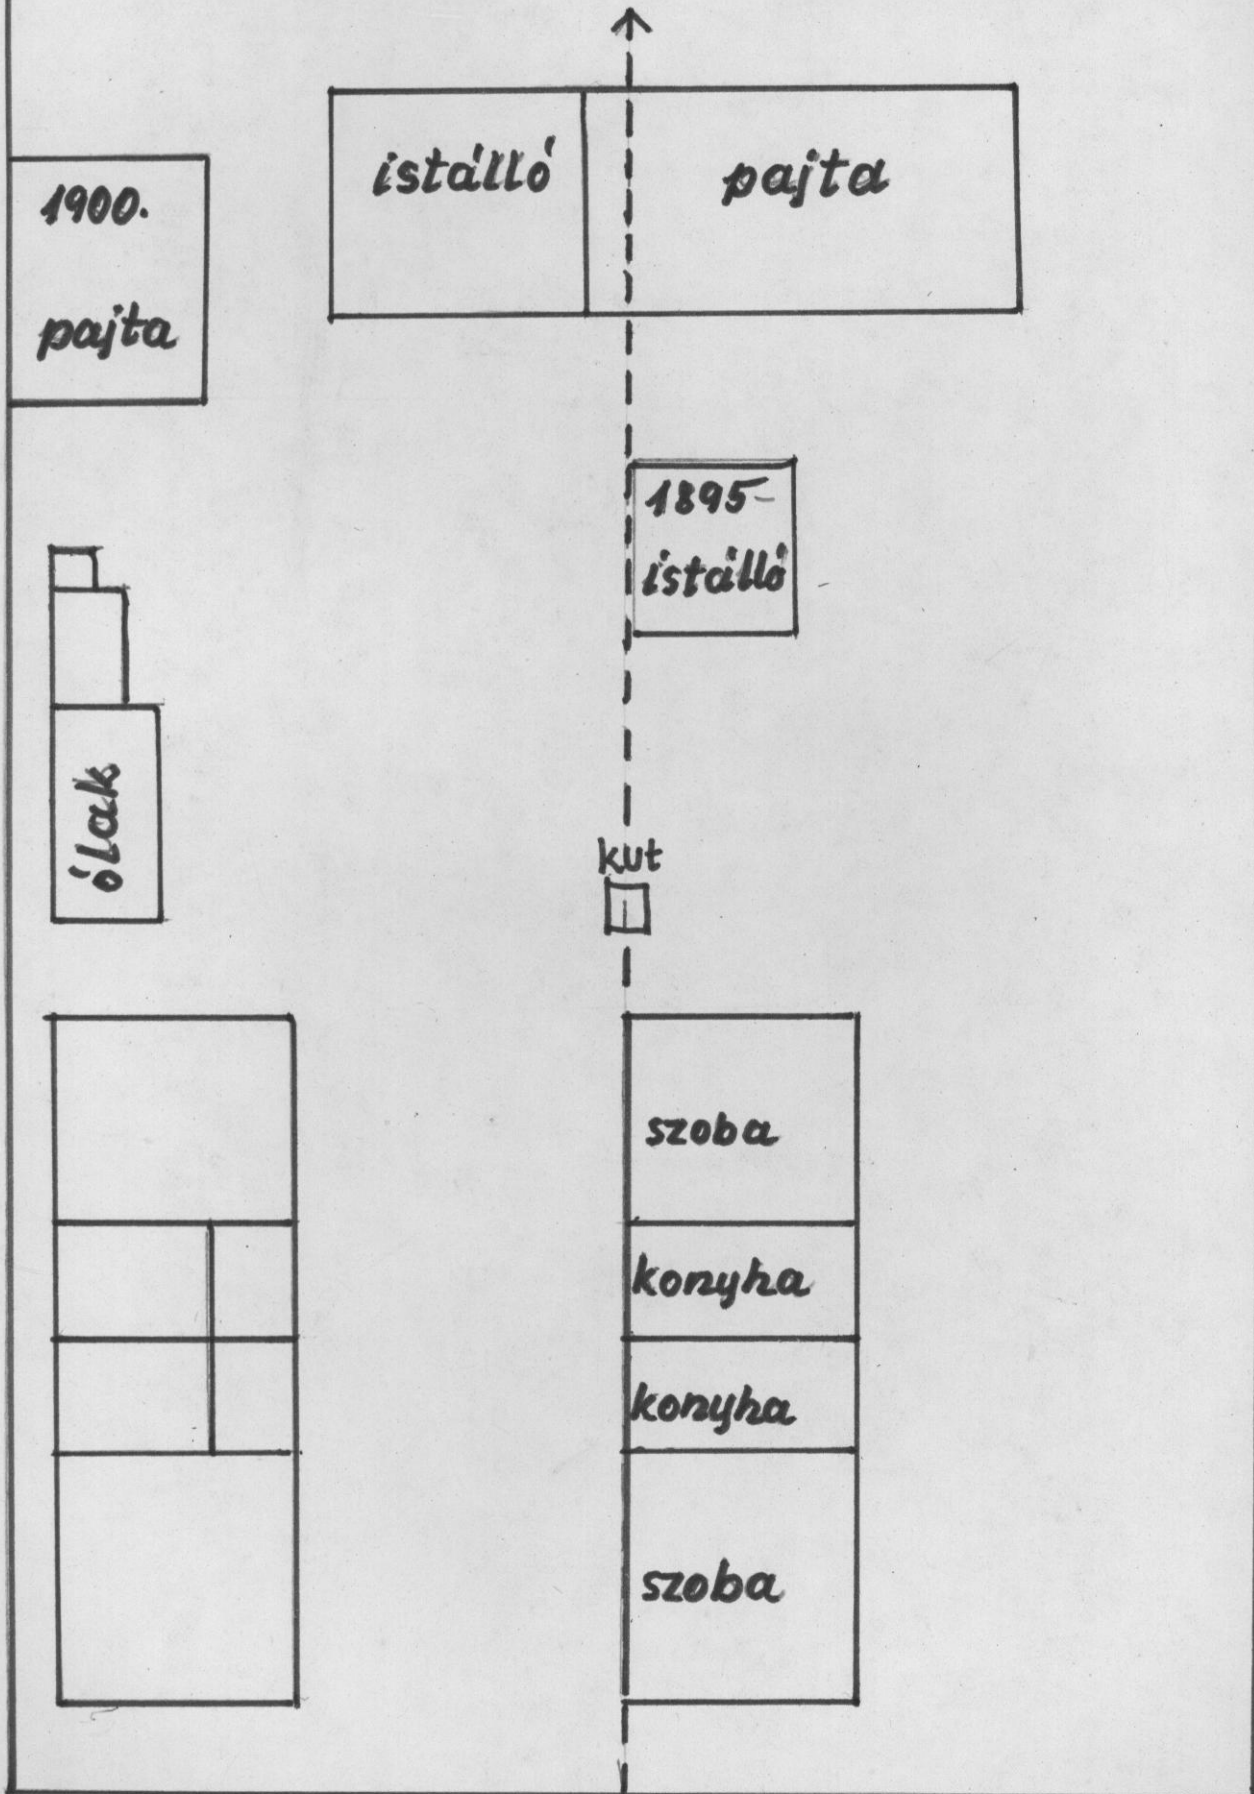 istálló
pajta
1900.
pajta
1895-
istálló
ólak
kut
szoba
konyha
konyha
szoba